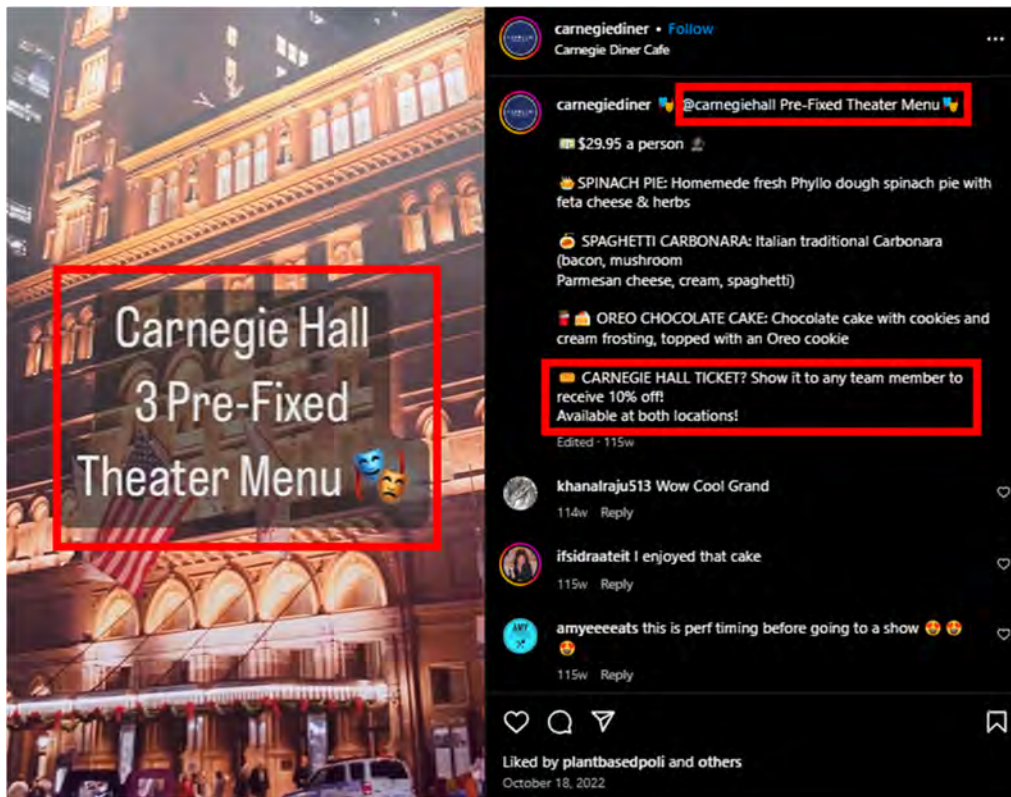 Carnegie Hall
3 Pre-Fixed
Theater Menu 🎭
carnegiediner • Follow
Carnegie Diner Cafe
carnegiediner 🎭 @carnegiehall Pre-Fixed Theater Menu 🎭
💵 $29.95 a person
🥧 SPINACH PIE: Homemede fresh Phyllo dough spinach pie with
feta cheese & herbs
🍝 SPAGHETTI CARBONARA: Italian traditional Carbonara
(bacon, mushroom
Parmesan cheese, cream, spaghetti)
🍫🍰 OREO CHOCOLATE CAKE: Chocolate cake with cookies and
cream frosting, topped with an Oreo cookie
🎫 CARNEGIE HALL TICKET? Show it to any team member to
receive 10% off!
Available at both locations!
Edited · 115w
khanalraju513 Wow Cool Grand
114w Reply
ifsidraateit I enjoyed that cake
115w Reply
AMY
amyeeeeats this is perf timing before going to a show 😍 😍
😍
115w Reply
Liked by plantbasedpoli and others
October 18, 2022